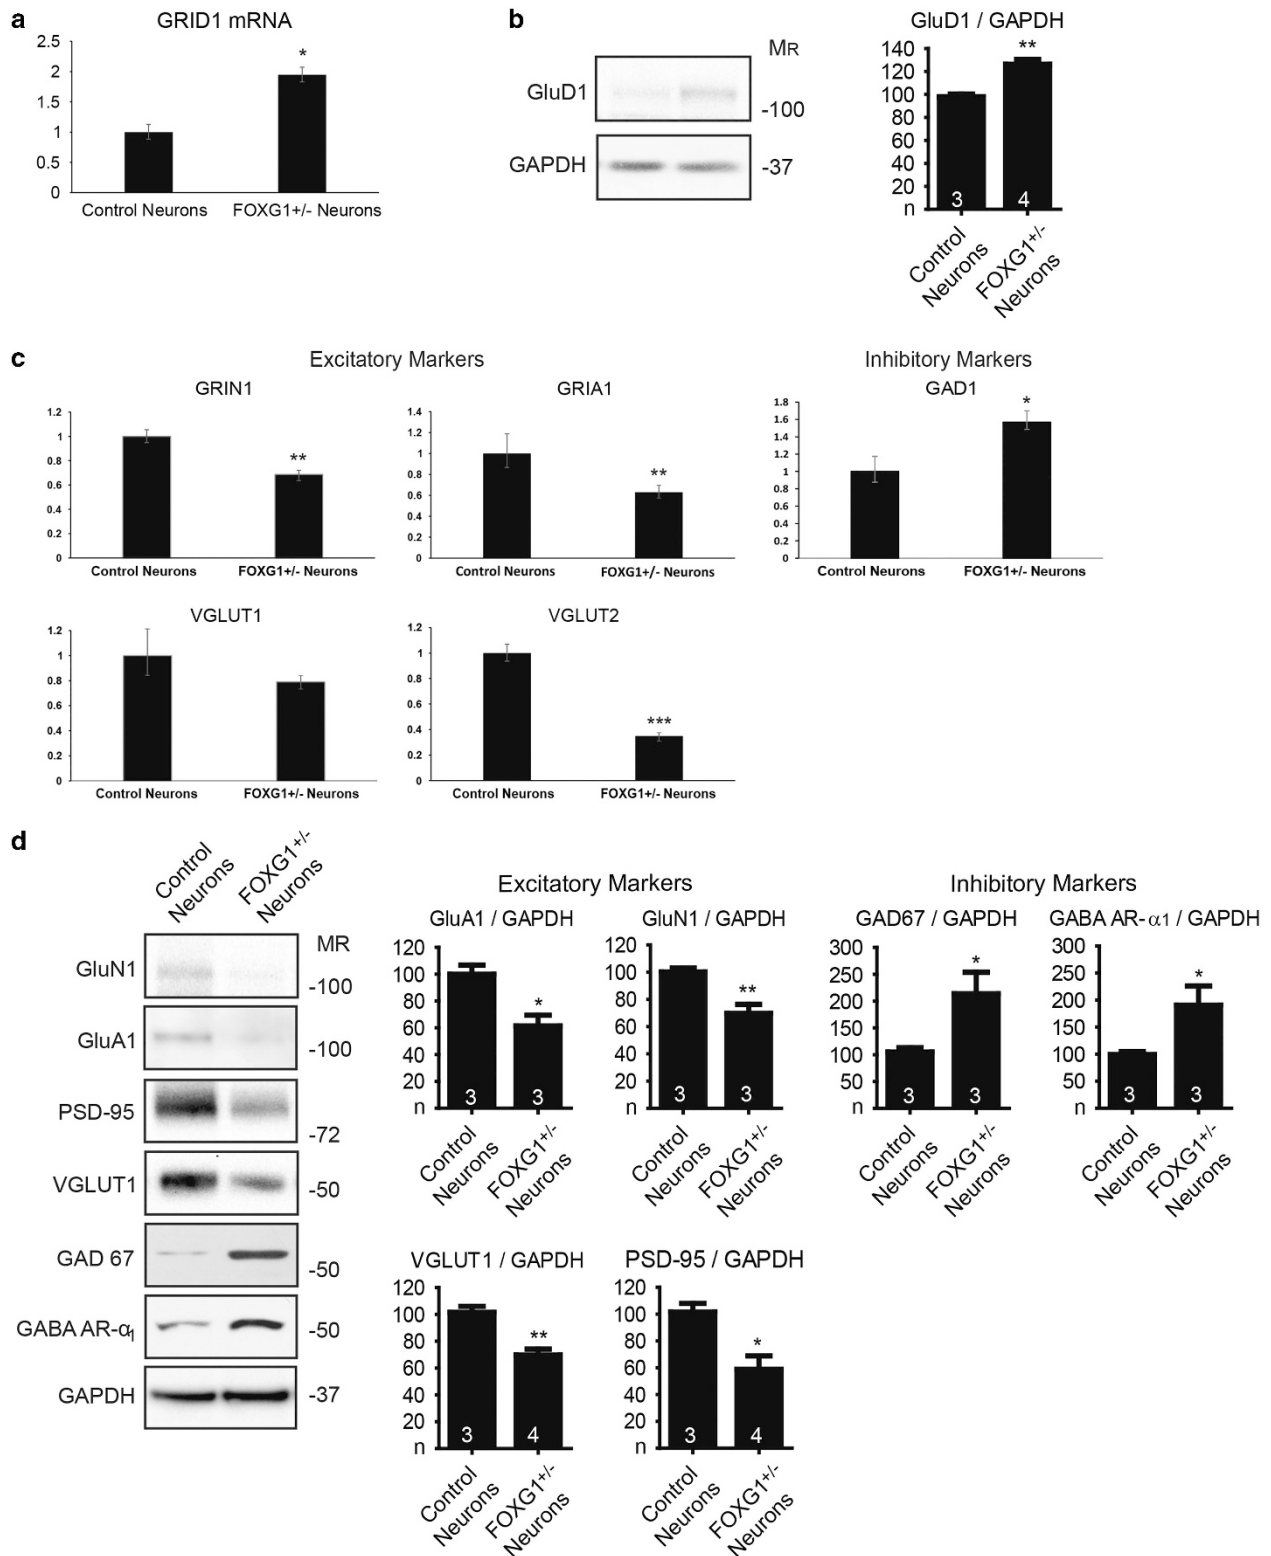 a
GRID1 mRNA
2.5
2
1.5
1
0.5
0
*
Control Neurons
FOXG1+/- Neurons
b
MR
GluD1
-100
GAPDH
-37
GluD1 / GAPDH
140
120
100
80
60
40
20
n
**
3
4
Control
Neurons
FOXG1+/-
Neurons
c
Excitatory Markers
Inhibitory Markers
GRIN1
1.2
1
0.8
0.6
0.4
0.2
0
**
Control Neurons
FOXG1+/- Neurons
GRIA1
1.4
1.2
1
0.8
0.6
0.4
0.2
0
**
Control Neurons
FOXG1+/- Neurons
GAD1
1.8
1.6
1.4
1.2
1
0.8
0.6
0.4
0.2
0
*
Control Neurons
FOXG1+/- Neurons
VGLUT1
1.2
1
0.8
0.6
0.4
0.2
0
Control Neurons
FOXG1+/- Neurons
VGLUT2
1.2
1
0.8
0.6
0.4
0.2
0
***
Control Neurons
FOXG1+/- Neurons
d
Control
Neurons
FOXG1+/-
Neurons
MR
GluN1
-100
GluA1
-100
PSD-95
-72
VGLUT1
-50
GAD 67
-50
GABA AR-α1
-50
GAPDH
-37
Excitatory Markers
Inhibitory Markers
GluA1 / GAPDH
120
100
80
60
40
20
n
*
3
3
Control
Neurons
FOXG1+/-
Neurons
GluN1 / GAPDH
120
100
80
60
40
20
n
**
3
3
Control
Neurons
FOXG1+/-
Neurons
GAD67 / GAPDH
300
250
200
150
100
50
n
*
3
3
Control
Neurons
FOXG1+/-
Neurons
GABA AR-α1 / GAPDH
300
250
200
150
100
50
n
*
3
3
Control
Neurons
FOXG1+/-
Neurons
VGLUT1 / GAPDH
120
100
80
60
40
20
n
**
3
4
Control
Neurons
FOXG1+/-
Neurons
PSD-95 / GAPDH
120
100
80
60
40
20
n
*
3
4
Control
Neurons
FOXG1+/-
Neurons